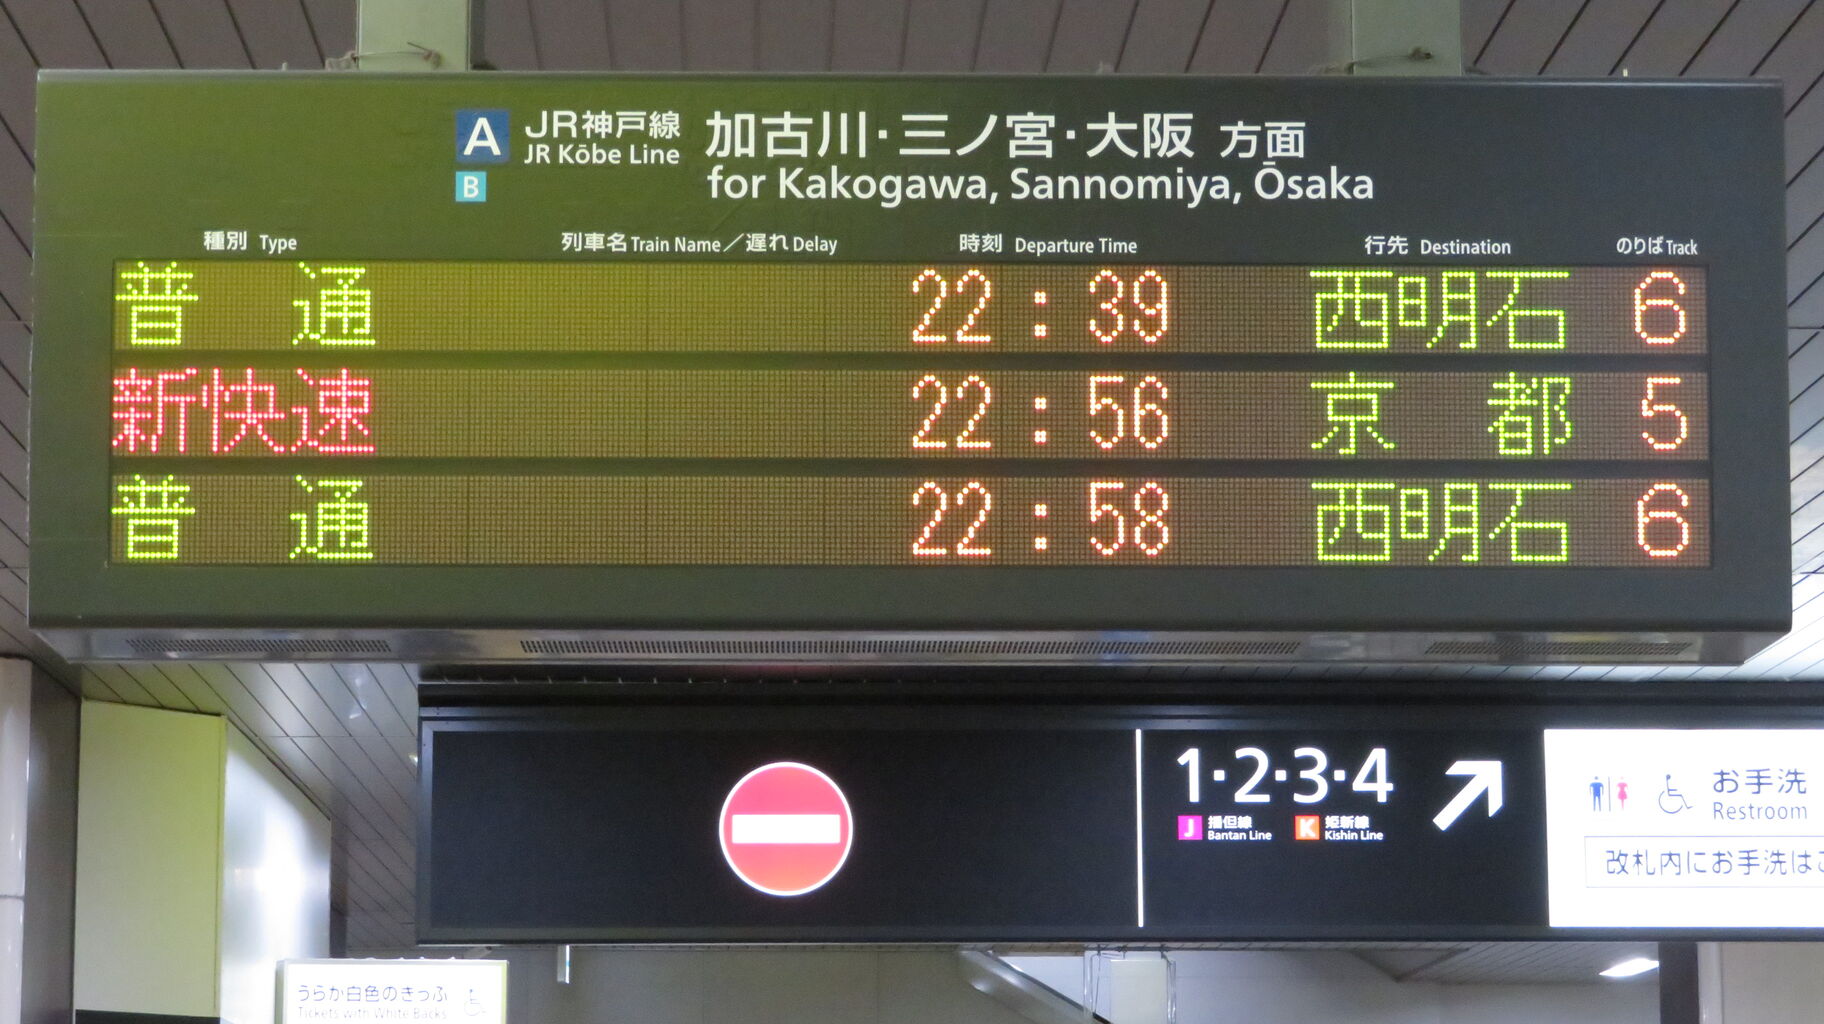 A JR神戸線 加古川・三ノ宮・大阪 方面
B JR Kōbe Line for Kakogawa, Sannomiya, Ōsaka
種別 Type 列車名 Train Name／遅れ Delay 時刻 Departure Time 行先 Destination のりば Track
普通 22:39 西明石 6
新快速 22:56 京都 5
普通 22:58 西明石 6
1・2・3・4
J 播但線 K 姫新線
Bantan Line Kishin Line
お手洗
Restroom
改札内にお手洗は
うらが白色のきっぷ
Tickets with White Backs